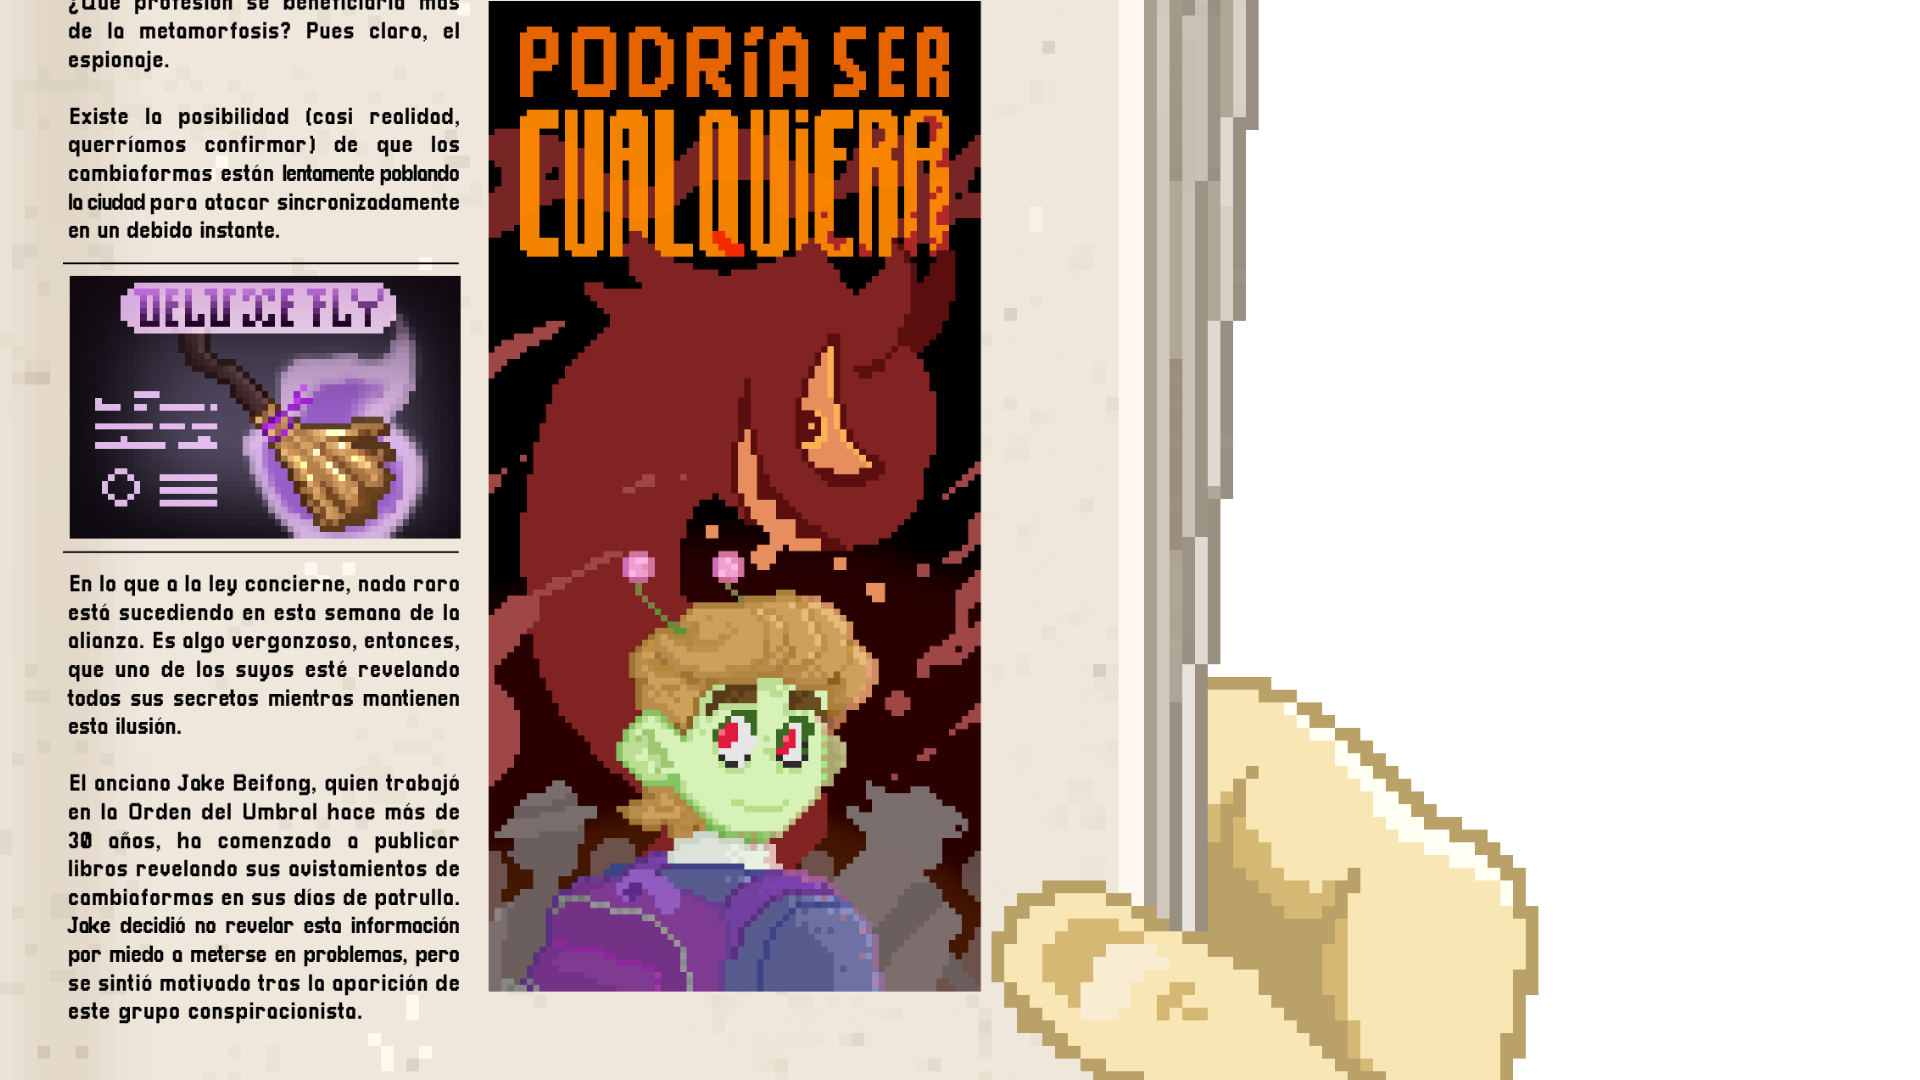 ¿Qué profesión se beneficiaría más
de la metamorfosis? Pues claro, el
espionaje.
Existe la posibilidad (casi realidad,
querríamos confirmar) de que los
cambiaformas están lentamente poblando
la ciudad para atacar sincronizadamente
en un debido instante.
DELUXE FLY
En lo que a la ley concierne, nada raro
está sucediendo en esta semana de la
alianza. Es algo vergonzoso, entonces,
que uno de los suyos esté revelando
todos sus secretos mientras mantienen
esta ilusión.
El anciano Jake Beifong, quien trabajó
en la Orden del Umbral hace más de
30 años, ha comenzado a publicar
libros revelando sus avistamientos de
cambiaformas en sus días de patrulla.
Jake decidió no revelar esta información
por miedo a meterse en problemas, pero
se sintió motivado tras la aparición de
este grupo conspiracionista.
PODRÍA SER
CUALQUIERA